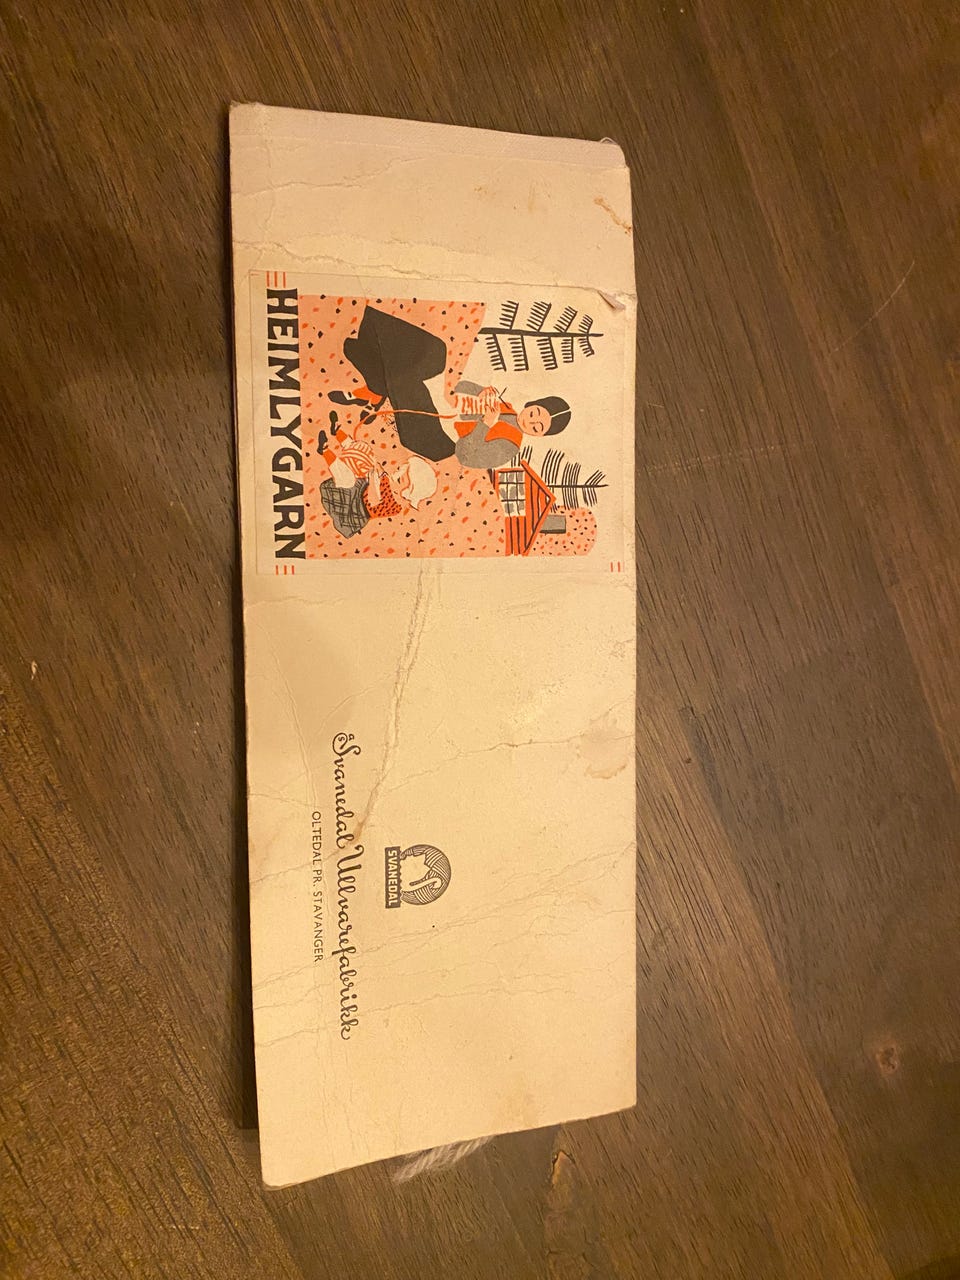 HEIMLYGARN
SVANEDAL
a/s Svanedal Ullvarefabrikk
OLTEDAL PR. STAVANGER